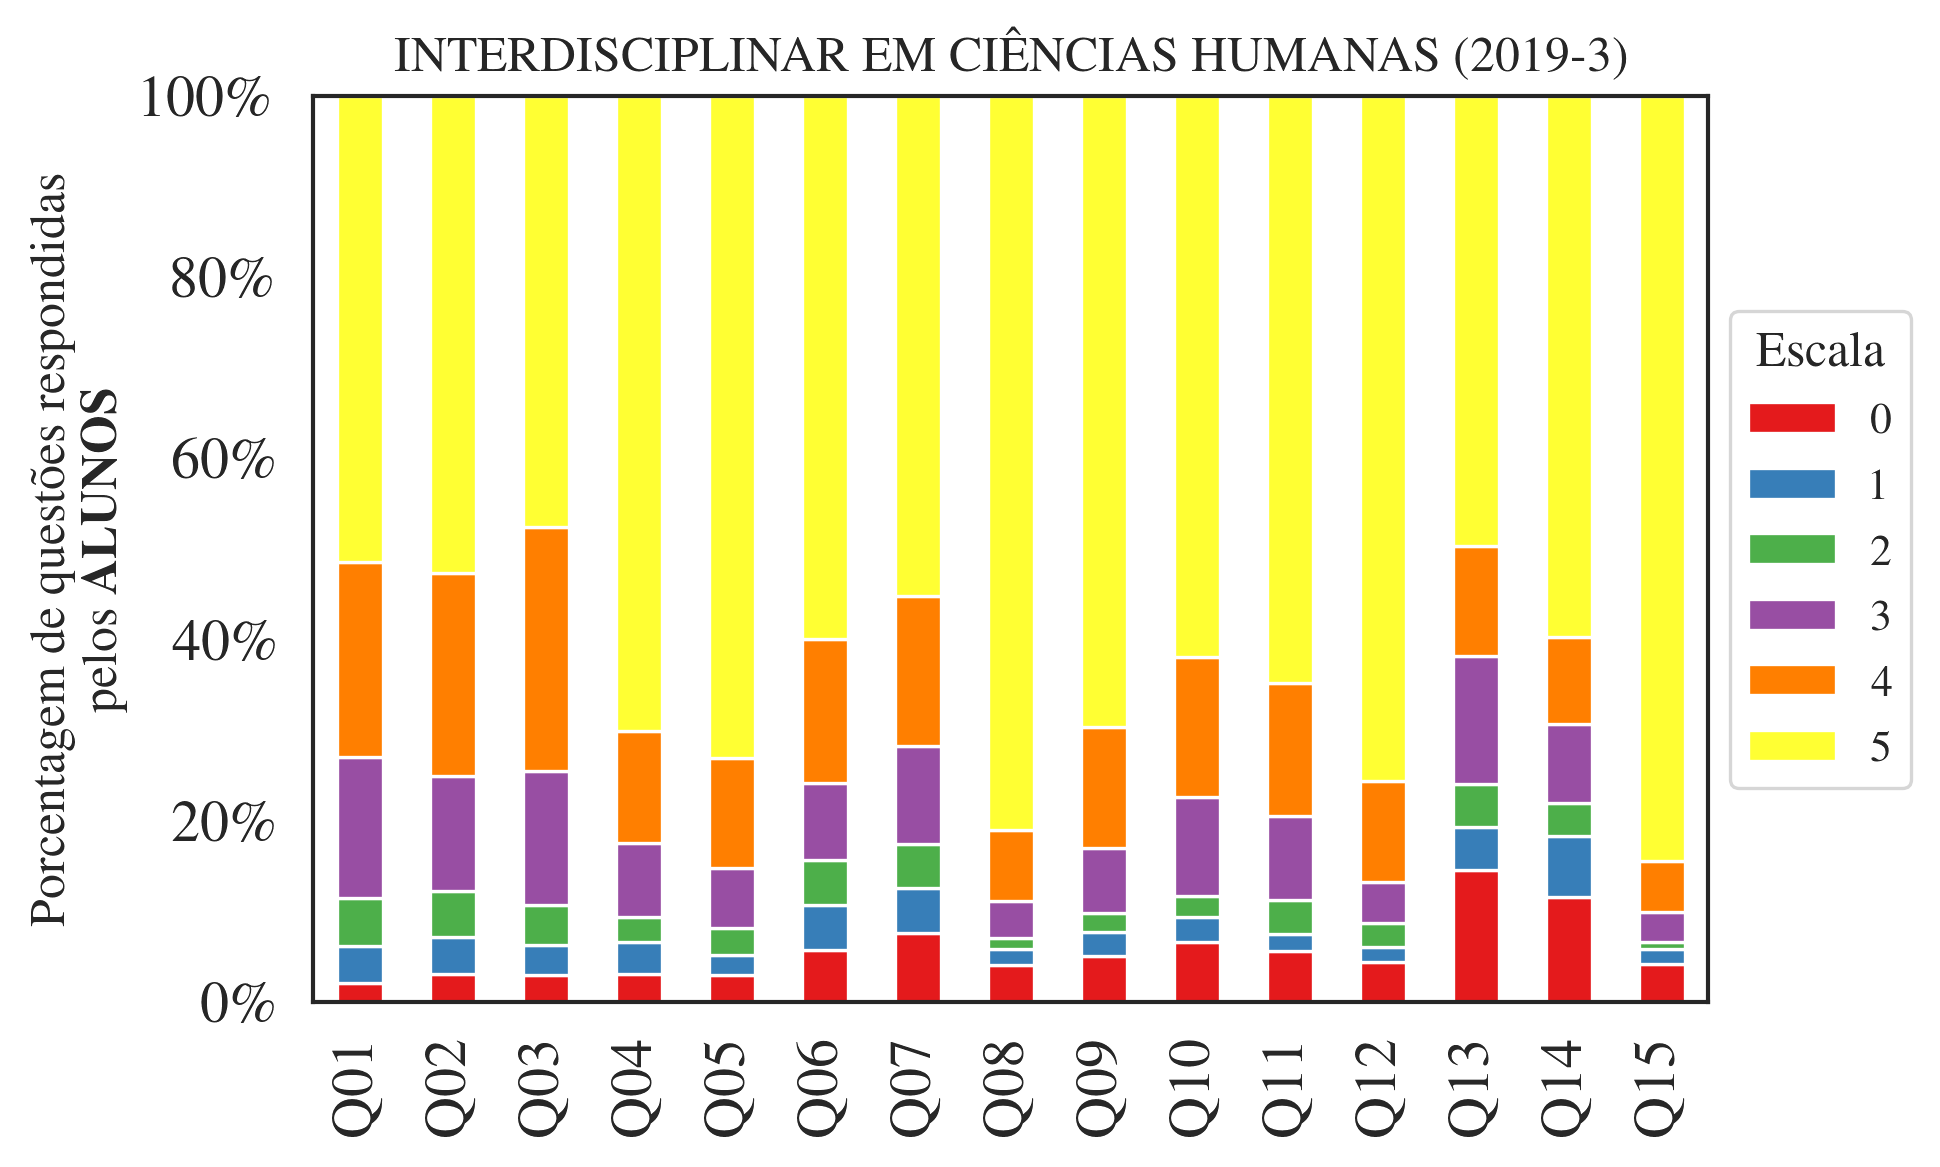 INTERDISCIPLINAR EM CIÊNCIAS HUMANAS (2019-3)
Porcentagem de questões respondidas
pelos ALUNOS
100%
80%
60%
40%
20%
0%
Q01
Q02
Q03
Q04
Q05
Q06
Q07
Q08
Q09
Q10
Q11
Q12
Q13
Q14
Q15
Escala
0
1
2
3
4
5